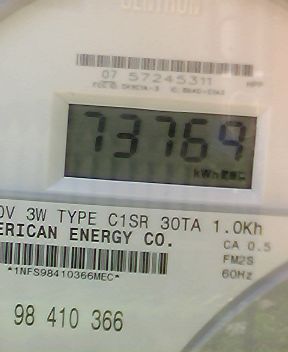 CENTRON
07 57245311
73769
kWh
0V 3W TYPE C1SR 30TA 1.0Kh
ERICAN ENERGY CO.
CA 0.5
FM2S
*1NFS98410366MEC*
60Hz
98 410 366